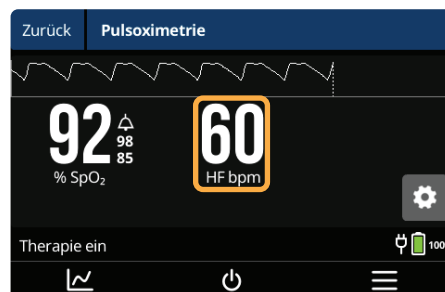 Zurück Pulsoximetrie
92 98 85 60
% SpO₂ HF bpm
Therapie ein 100